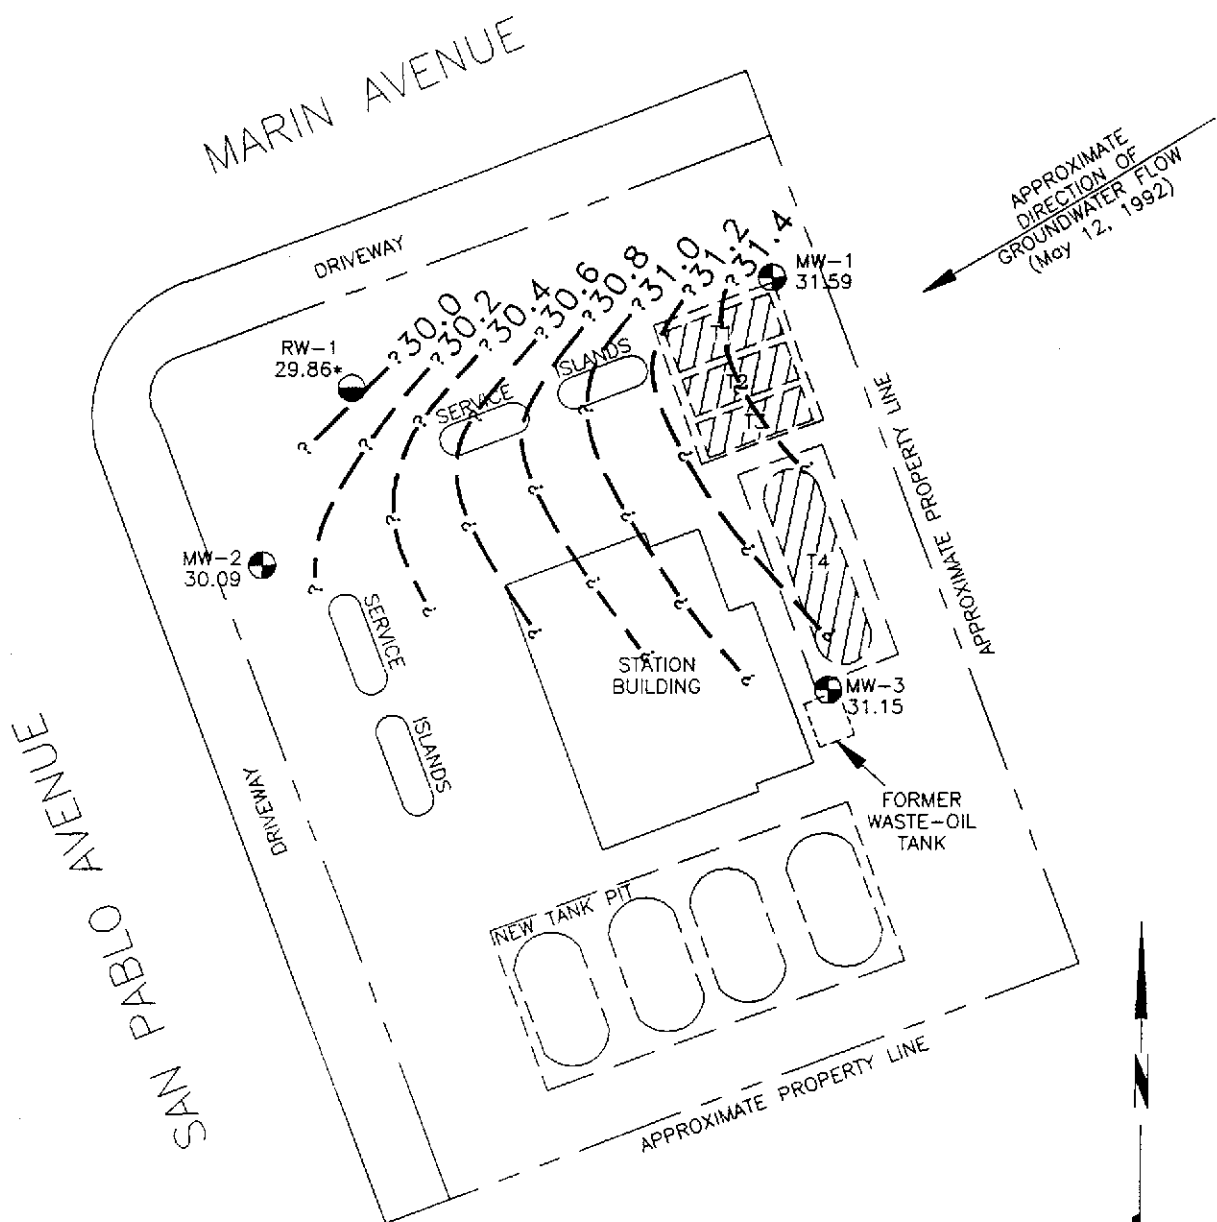 MARIN AVENUE
APPROXIMATE
DIRECTION OF
GROUNDWATER FLOW
(May 12, 1992)
DRIVEWAY
?30.0
?30.2
?30.4
?30.6
?30.8
?31.0
?31.2
?31.4
MW-1
31.59
RW-1
29.86*
SERVICE
ISLANDS
T2
T3
T4
APPROXIMATE PROPERTY LINE
MW-2
30.09
SERVICE
ISLANDS
STATION
BUILDING
MW-3
31.15
FORMER
WASTE-OIL
TANK
DRIVEWAY
SAN PABLO AVENUE
NEW TANK PIT
APPROXIMATE PROPERTY LINE
N